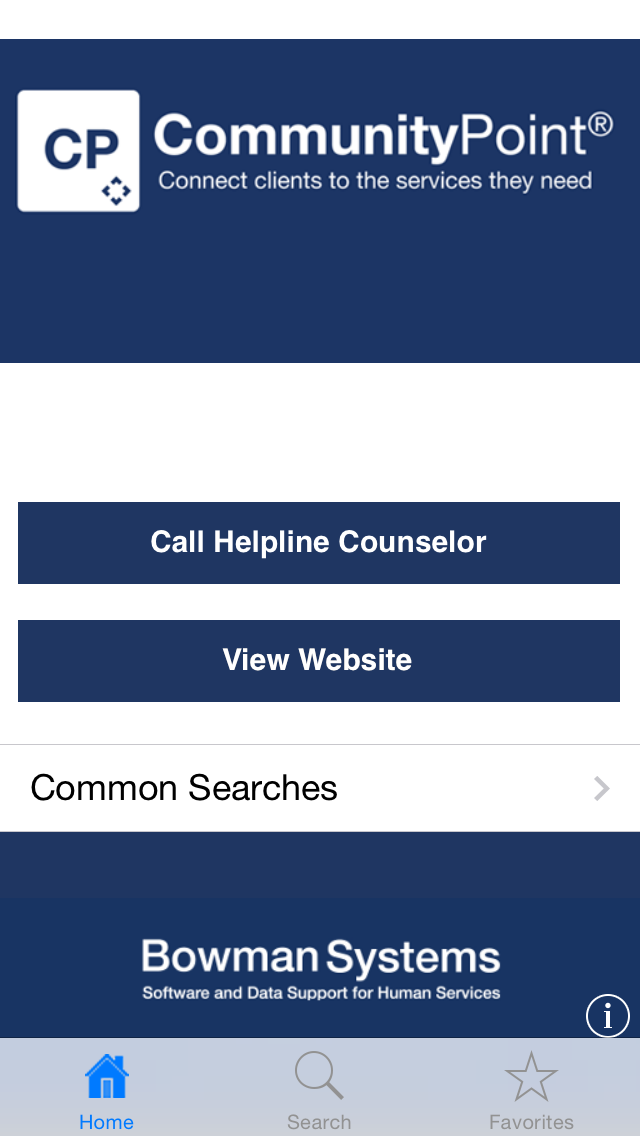 CP
CommunityPoint®
Connect clients to the services they need
Call Helpline Counselor
View Website
Common Searches
Bowman Systems
Software and Data Support for Human Services
i
Home
Search
Favorites